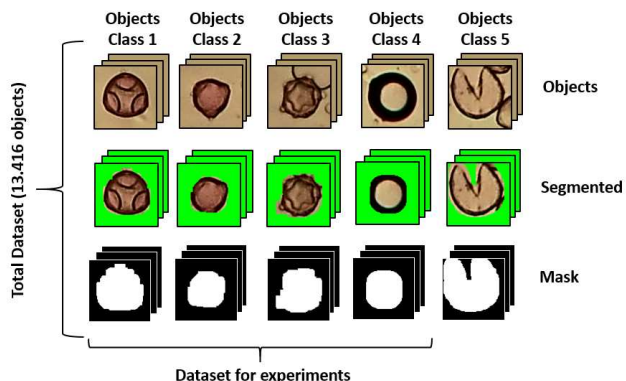 Objects Class 1
Objects Class 2
Objects Class 3
Objects Class 4
Objects Class 5
Total Dataset (13.416 objects)
Objects
Segmented
Mask
Dataset for experiments